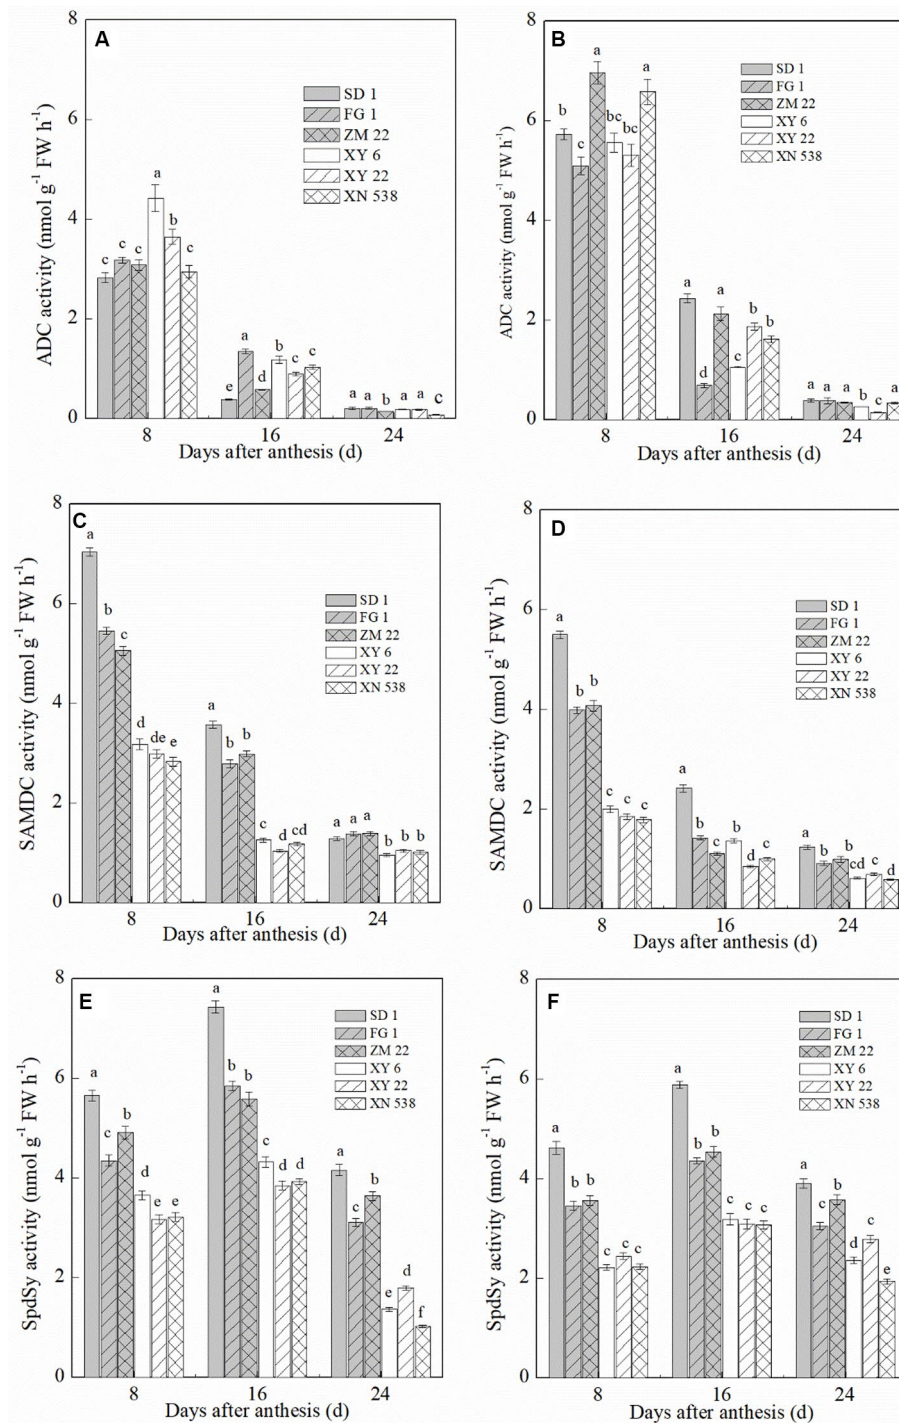 A
ADC activity (nmol g⁻¹ FW h⁻¹)
8
6
4
2
0
SD 1
FG 1
ZM 22
XY 6
XY 22
XN 538
c c c a b c
e a d b c c
a a b a a c
8 16 24
Days after anthesis (d)
B
ADC activity (nmol g⁻¹ FW h⁻¹)
8
6
4
2
0
SD 1
FG 1
ZM 22
XY 6
XY 22
XN 538
b c a bc bc a
a d a c b b
a a a b c a
8 16 24
Days after anthesis (d)
C
SAMDC activity (nmol g⁻¹ FW h⁻¹)
8
6
4
2
0
SD 1
FG 1
ZM 22
XY 6
XY 22
XN 538
a b c d de e
a b b c d cd
a a a b b b
8 16 24
Days after anthesis (d)
D
SAMDC activity (nmol g⁻¹ FW h⁻¹)
8
6
4
2
0
SD 1
FG 1
ZM 22
XY 6
XY 22
XN 538
a b b c c c
a b c b d c
a b b cd c d
8 16 24
Days after anthesis (d)
E
SpdSy activity (nmol g⁻¹ FW h⁻¹)
8
6
4
2
0
SD 1
FG 1
ZM 22
XY 6
XY 22
XN 538
a c b d e e
a b b c d d
a c b e d f
8 16 24
Days after anthesis (d)
F
SpdSy activity (nmol g⁻¹ FW h⁻¹)
8
6
4
2
0
SD 1
FG 1
ZM 22
XY 6
XY 22
XN 538
a b b c c c
a b b c c c
a c b d c e
8 16 24
Days after anthesis (d)